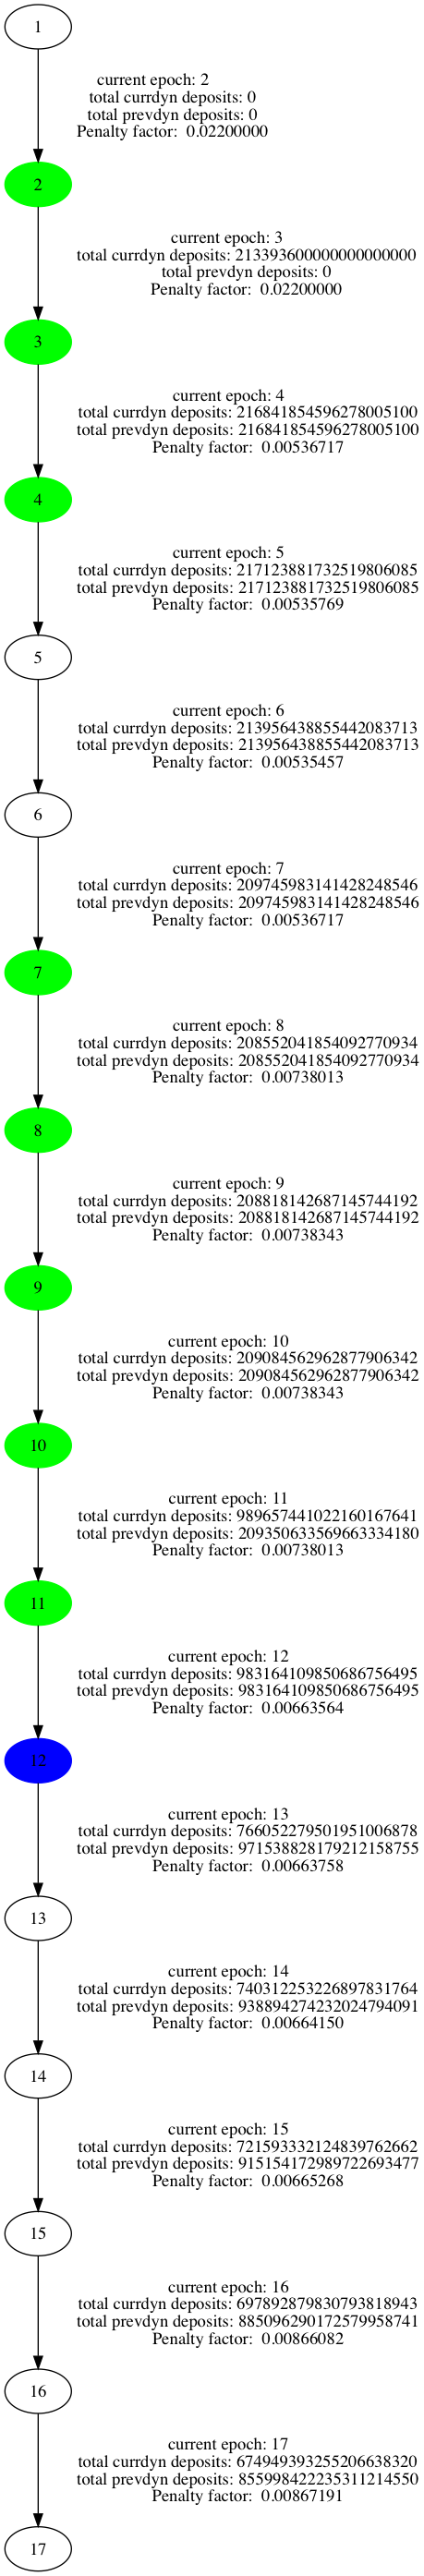 1
current epoch: 2
total currdyn deposits: 0
total prevdyn deposits: 0
Penalty factor:  0.02200000
2
current epoch: 3
total currdyn deposits: 213393600000000000000
total prevdyn deposits: 0
Penalty factor:  0.02200000
3
current epoch: 4
total currdyn deposits: 216841854596278005100
total prevdyn deposits: 216841854596278005100
Penalty factor:  0.00536717
4
current epoch: 5
total currdyn deposits: 217123881732519806085
total prevdyn deposits: 217123881732519806085
Penalty factor:  0.00535769
5
current epoch: 6
total currdyn deposits: 213956438855442083713
total prevdyn deposits: 213956438855442083713
Penalty factor:  0.00535457
6
current epoch: 7
total currdyn deposits: 209745983141428248546
total prevdyn deposits: 209745983141428248546
Penalty factor:  0.00536717
7
current epoch: 8
total currdyn deposits: 208552041854092770934
total prevdyn deposits: 208552041854092770934
Penalty factor:  0.00738013
8
current epoch: 9
total currdyn deposits: 208818142687145744192
total prevdyn deposits: 208818142687145744192
Penalty factor:  0.00738343
9
current epoch: 10
total currdyn deposits: 209084562962877906342
total prevdyn deposits: 209084562962877906342
Penalty factor:  0.00738343
10
current epoch: 11
total currdyn deposits: 989657441022160167641
total prevdyn deposits: 209350633569663334180
Penalty factor:  0.00738013
11
current epoch: 12
total currdyn deposits: 983164109850686756495
total prevdyn deposits: 983164109850686756495
Penalty factor:  0.00663564
12
current epoch: 13
total currdyn deposits: 766052279501951006878
total prevdyn deposits: 971538828179212158755
Penalty factor:  0.00663758
13
current epoch: 14
total currdyn deposits: 740312253226897831764
total prevdyn deposits: 938894274232024794091
Penalty factor:  0.00664150
14
current epoch: 15
total currdyn deposits: 721593332124839762662
total prevdyn deposits: 915154172989722693477
Penalty factor:  0.00665268
15
current epoch: 16
total currdyn deposits: 697892879830793818943
total prevdyn deposits: 885096290172579958741
Penalty factor:  0.00866082
16
current epoch: 17
total currdyn deposits: 674949393255206638320
total prevdyn deposits: 855998422235311214550
Penalty factor:  0.00867191
17